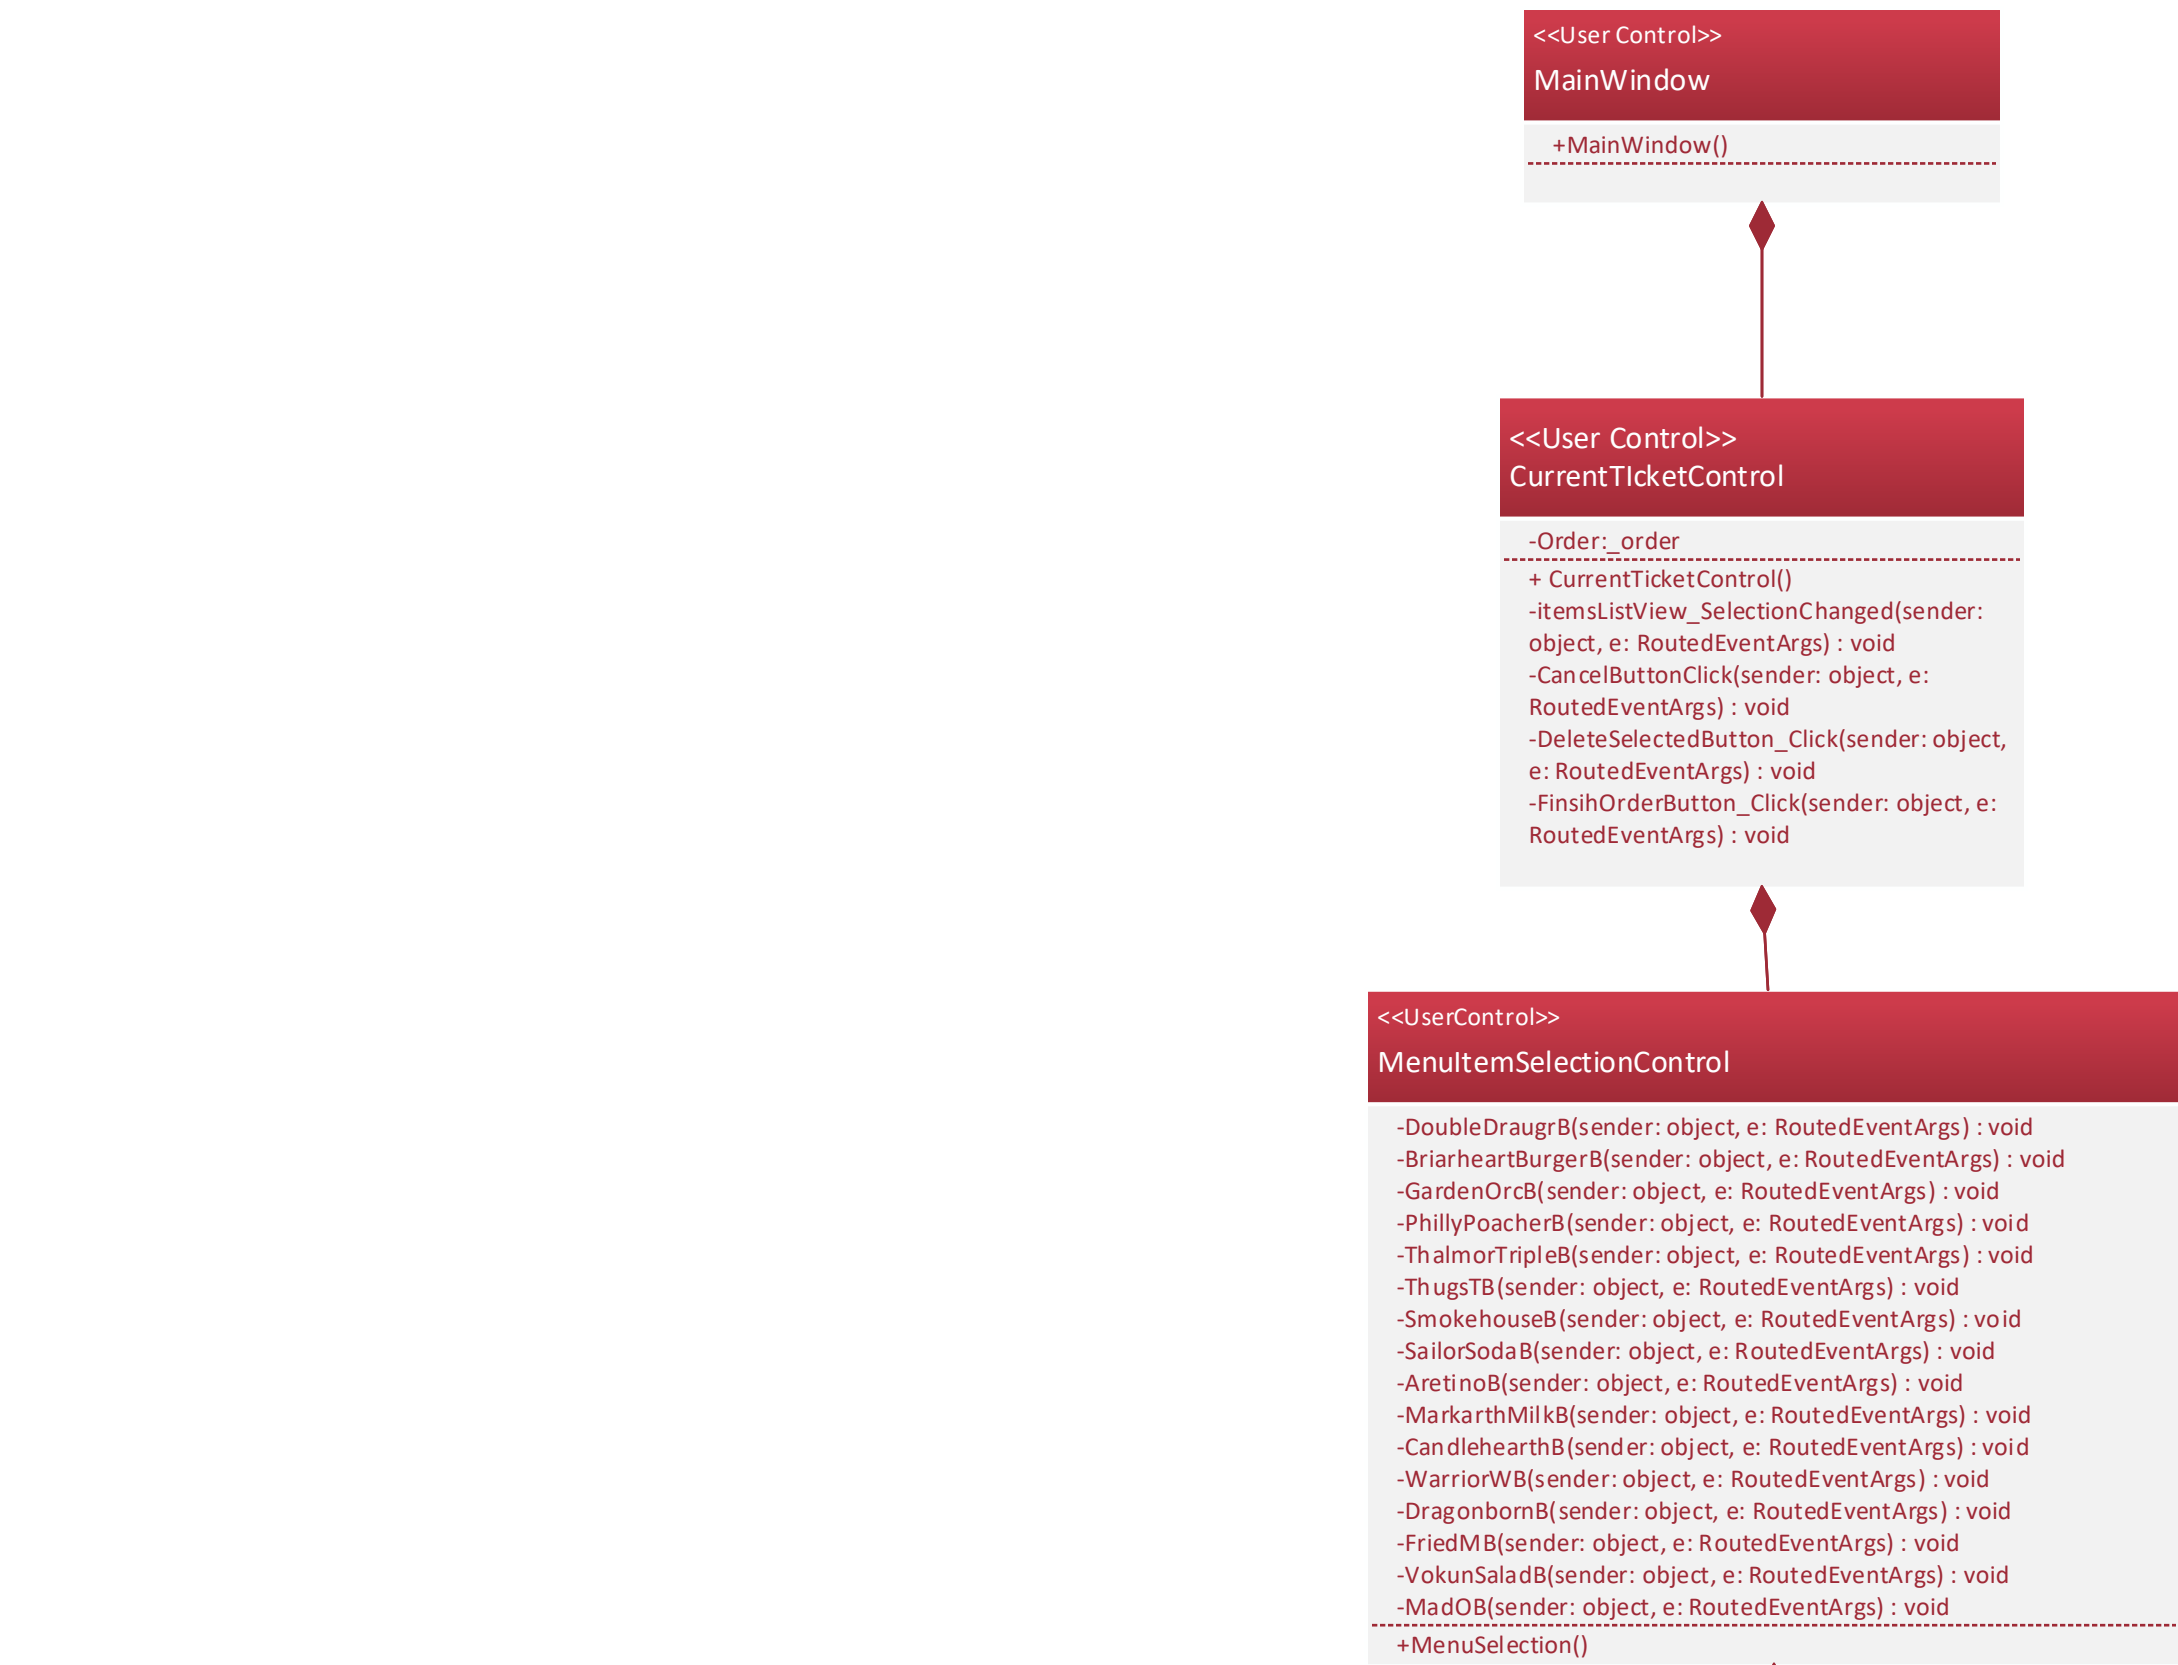 <<User Control>>
MainWindow
+MainWindow()
<<User Control>>
CurrentTIcketControl
-Order:_order
+ CurrentTicketControl()
-itemsListView_SelectionChanged(sender:
object, e: RoutedEventArgs) : void
-CancelButtonClick(sender: object, e:
RoutedEventArgs) : void
-DeleteSelectedButton_Click(sender: object,
e: RoutedEventArgs) : void
-FinsihOrderButton_Click(sender: object, e:
RoutedEventArgs) : void
<<UserControl>>
MenuItemSelectionControl
-DoubleDraugrB(sender: object, e: RoutedEventArgs) : void
-BriarheartBurgerB(sender: object, e: RoutedEventArgs) : void
-GardenOrcB(sender: object, e: RoutedEventArgs) : void
-PhillyPoacherB(sender: object, e: RoutedEventArgs) : void
-ThalmorTripleB(sender: object, e: RoutedEventArgs) : void
-ThugsTB(sender: object, e: RoutedEventArgs) : void
-SmokehouseB(sender: object, e: RoutedEventArgs) : void
-SailorSodaB(sender: object, e: RoutedEventArgs) : void
-AretinoB(sender: object, e: RoutedEventArgs) : void
-MarkarthMilkB(sender: object, e: RoutedEventArgs) : void
-CandlehearthB(sender: object, e: RoutedEventArgs) : void
-WarriorWB(sender: object, e: RoutedEventArgs) : void
-DragonbornB(sender: object, e: RoutedEventArgs) : void
-FriedMB(sender: object, e: RoutedEventArgs) : void
-VokunSaladB(sender: object, e: RoutedEventArgs) : void
-MadOB(sender: object, e: RoutedEventArgs) : void
+MenuSelection()